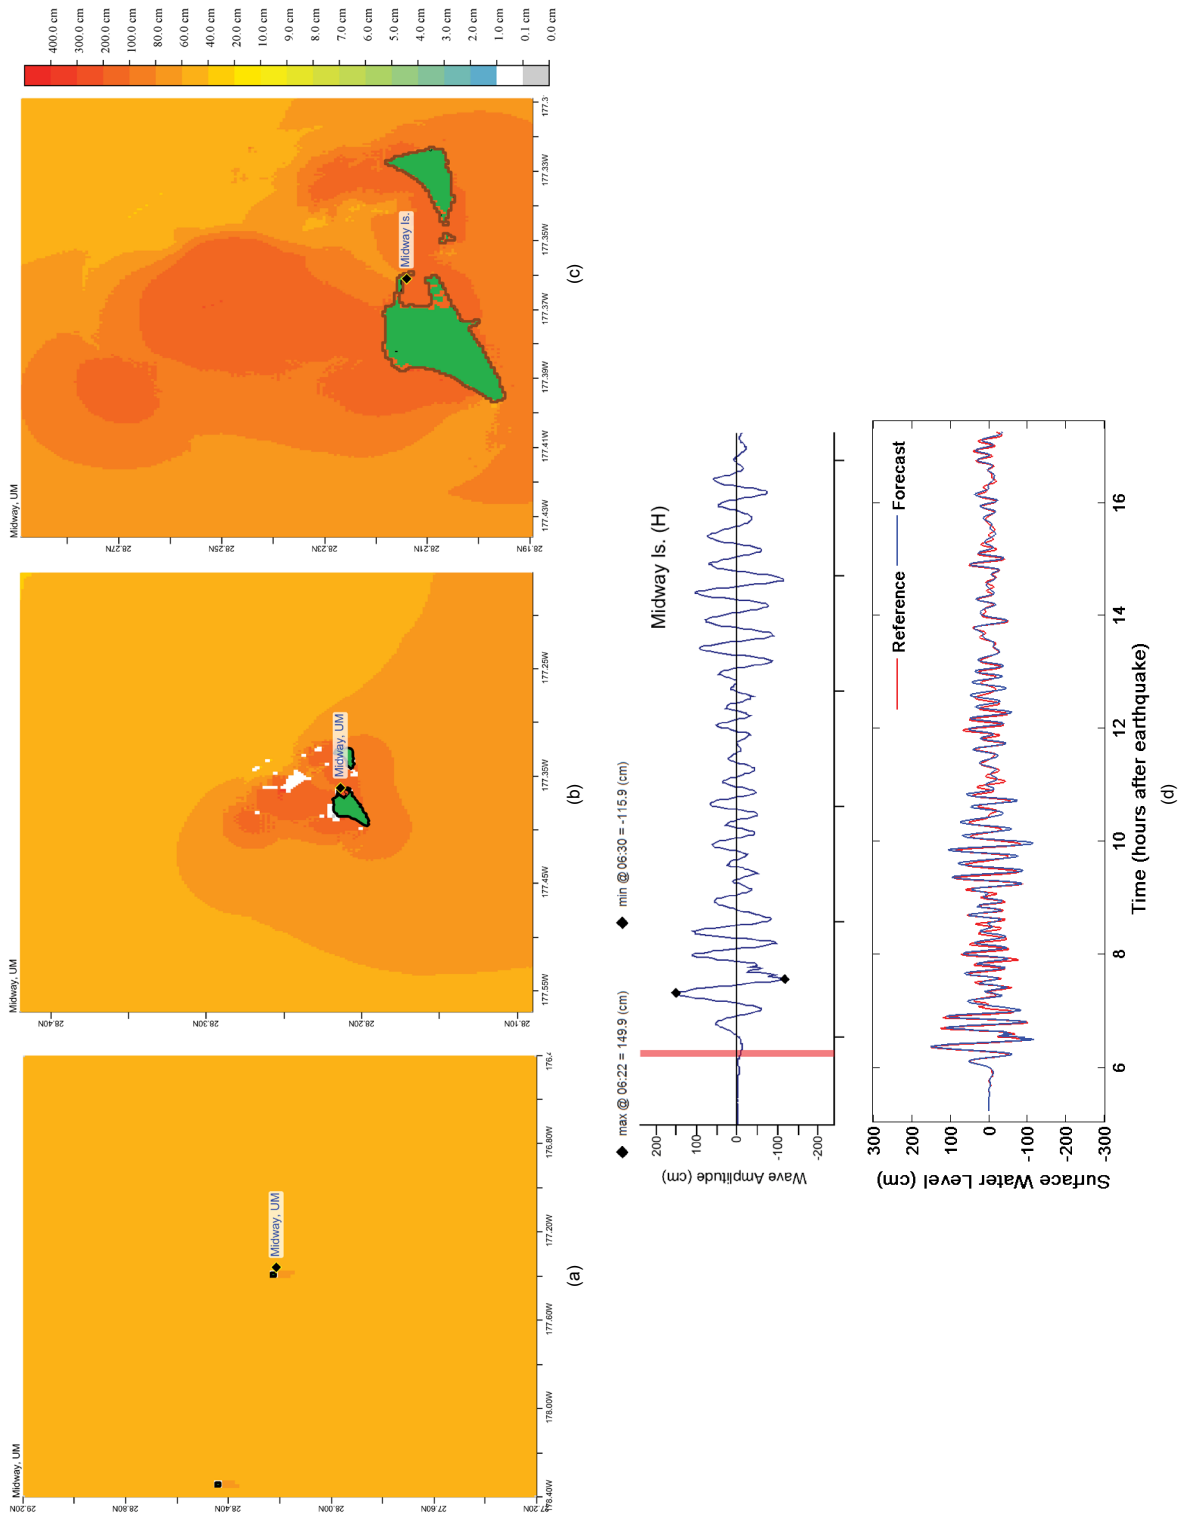 Midway, UM
29.20N
28.80N
28.40N
28.00N
27.60N
27.20N
178.40W
178.00W
177.60W
177.20W
176.80W
176.4
Midway, UM
(a)
Midway, UM
28.40N
28.30N
28.20N
28.10N
177.55W
177.45W
177.35W
177.25W
Midway, UM
(b)
Midway, UM
28.27N
28.25N
28.23N
28.21N
28.19N
177.43W
177.41W
177.39W
177.37W
177.35W
177.33W
177.3
Midway Is.
(c)
400.0 cm
300.0 cm
200.0 cm
100.0 cm
80.0 cm
60.0 cm
40.0 cm
20.0 cm
10.0 cm
9.0 cm
8.0 cm
7.0 cm
6.0 cm
5.0 cm
4.0 cm
3.0 cm
2.0 cm
1.0 cm
0.1 cm
0.0 cm
max @ 06:22 = 149.9 (cm) min @ 06:30 = -115.9 (cm)
Midway Is. (H)
Wave Amplitude (cm)
200
100
0
-100
-200
Reference Forecast
Surface Water Level (cm)
300
200
100
0
-100
-200
-300
6 8 10 12 14 16
Time (hours after earthquake)
(d)